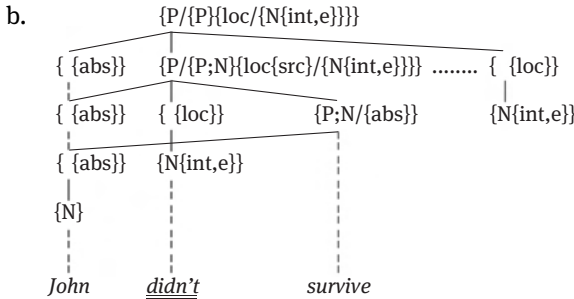 b. {P/{P}{loc/{N{int,e}}}}
{ {abs}} {P/{P;N}{loc{src}/{N{int,e}}}} ........ { {loc}}
{ {abs}} { {loc}} {P;N/{abs}} {N{int,e}}
{ {abs}} {N{int,e}}
{N}
John didn't survive